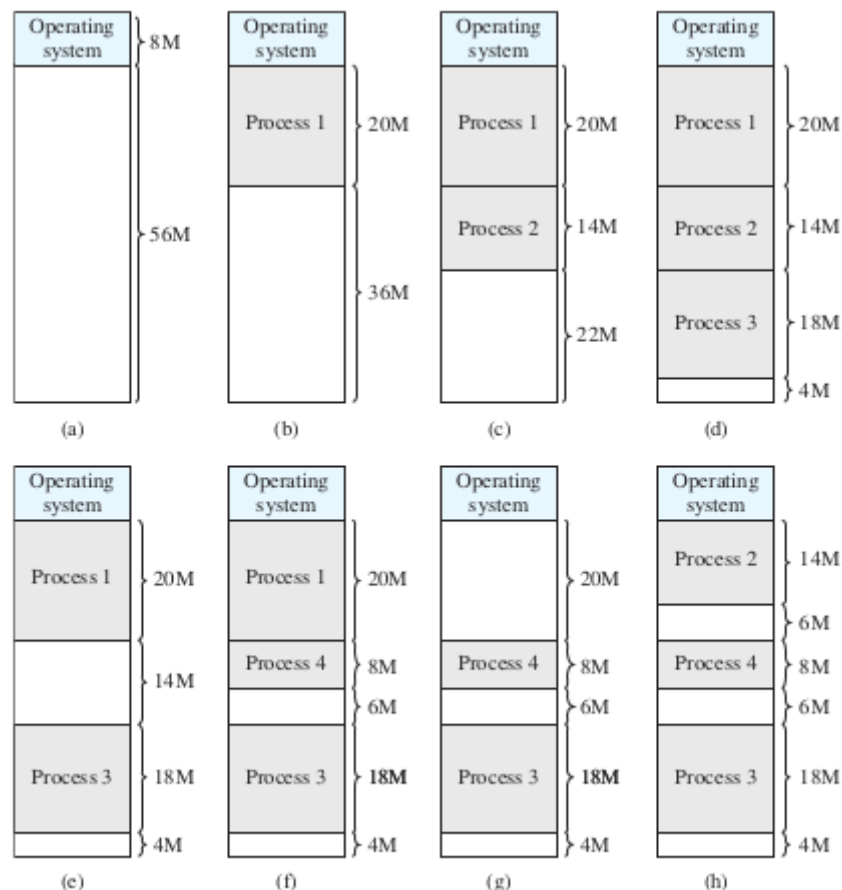 Operating
system
8M
56M
(a)
Operating
system
Process 1
20M
36M
(b)
Operating
system
Process 1
20M
Process 2
14M
22M
(c)
Operating
system
Process 1
20M
Process 2
14M
Process 3
18M
4M
(d)
Operating
system
Process 1
20M
14M
Process 3
18M
4M
(e)
Operating
system
Process 1
20M
Process 4
8M
6M
Process 3
18M
4M
(f)
Operating
system
20M
Process 4
8M
6M
Process 3
18M
4M
(g)
Operating
system
Process 2
14M
6M
Process 4
8M
6M
Process 3
18M
4M
(h)